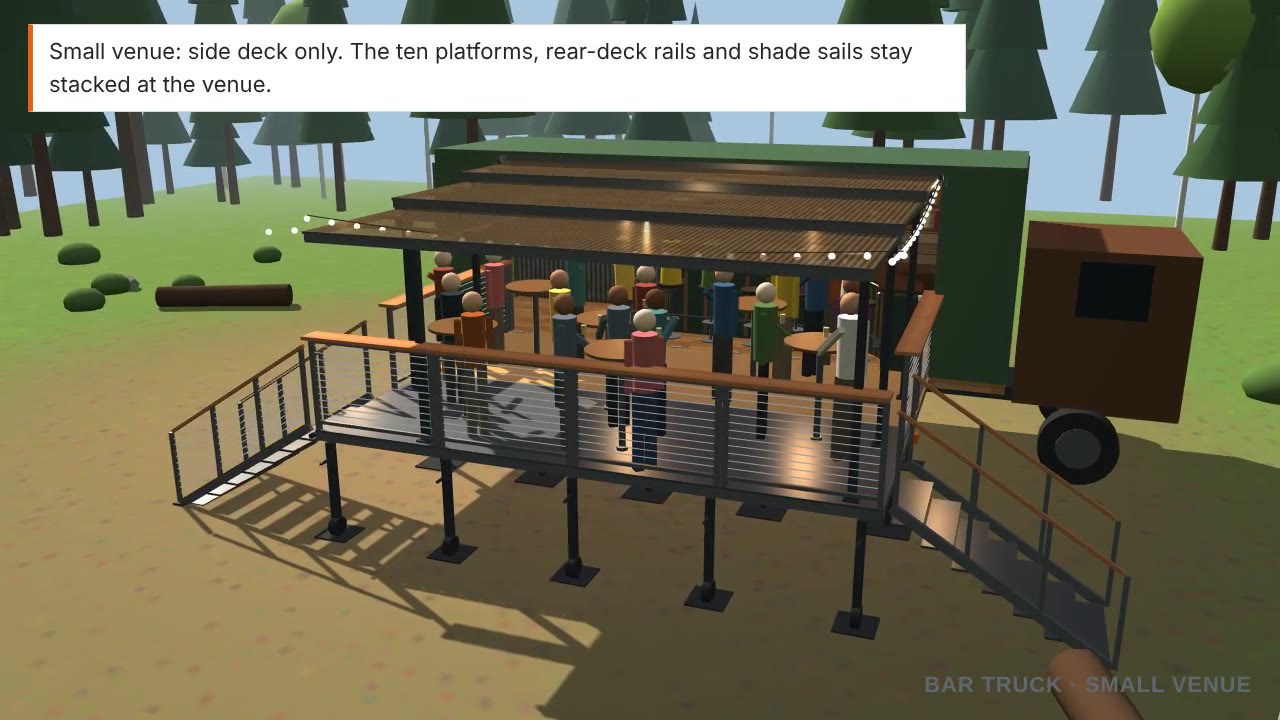 Small venue: side deck only. The ten platforms, rear-deck rails and shade sails stay
stacked at the venue.
BAR TRUCK · SMALL VENUE